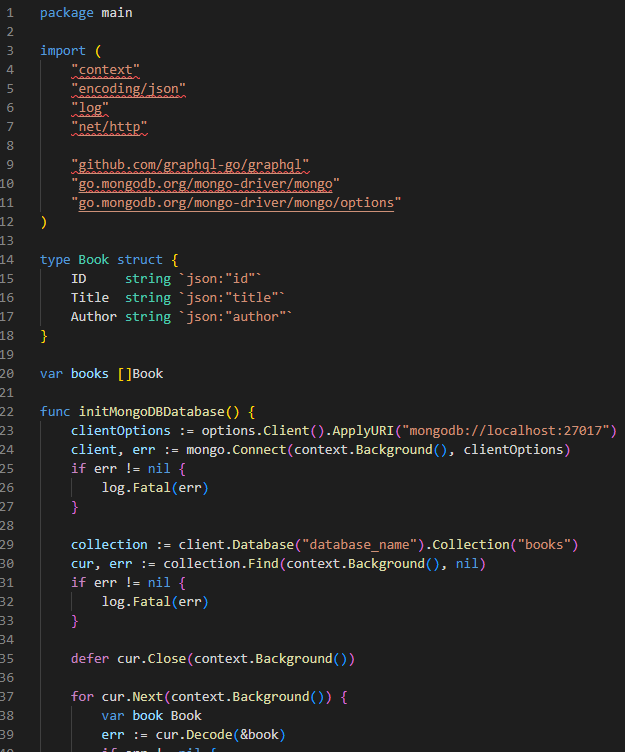 1 package main
2
3 import (
4 "context"
5 "encoding/json"
6 "log"
7 "net/http"
8
9 "github.com/graphql-go/graphql"
10 "go.mongodb.org/mongo-driver/mongo"
11 "go.mongodb.org/mongo-driver/mongo/options"
12 )
13
14 type Book struct {
15 ID string `json:"id"`
16 Title string `json:"title"`
17 Author string `json:"author"`
18 }
19
20 var books []Book
21
22 func initMongoDBDatabase() {
23 clientOptions := options.Client().ApplyURI("mongodb://localhost:27017")
24 client, err := mongo.Connect(context.Background(), clientOptions)
25 if err != nil {
26 log.Fatal(err)
27 }
28
29 collection := client.Database("database_name").Collection("books")
30 cur, err := collection.Find(context.Background(), nil)
31 if err != nil {
32 log.Fatal(err)
33 }
34
35 defer cur.Close(context.Background())
36
37 for cur.Next(context.Background()) {
38 var book Book
39 err := cur.Decode(&book)
40 if err != nil {